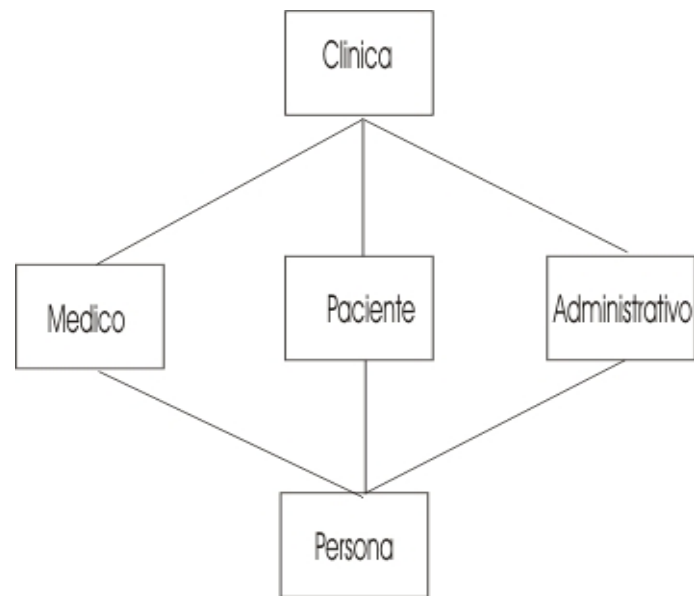 Clinica
Medico
Paciente
Administrativo
Persona